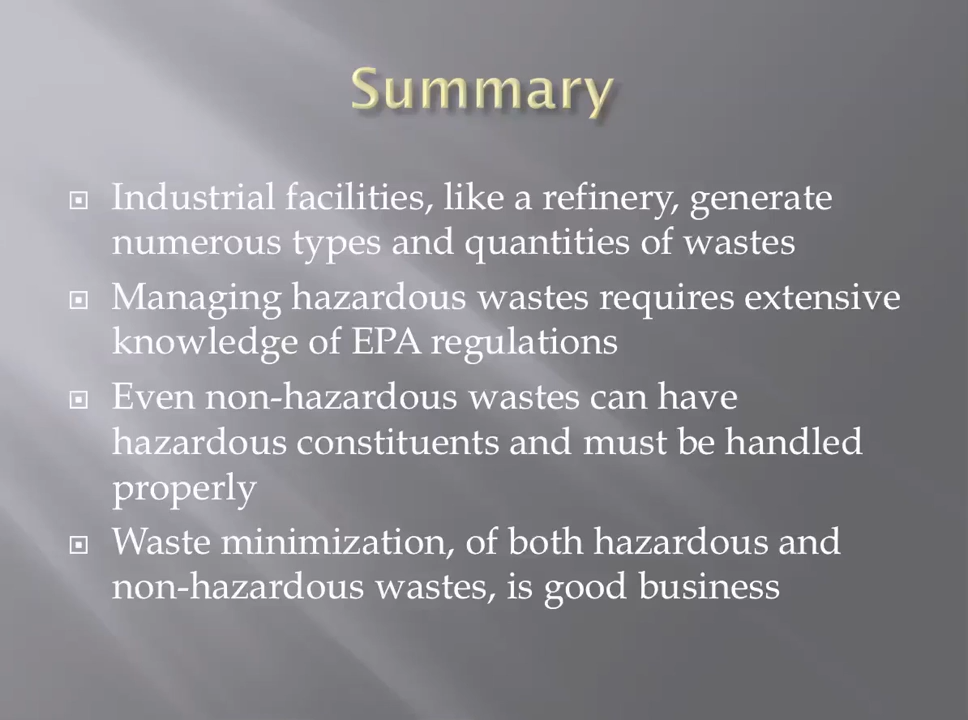 Summary
Industrial facilities, like a refinery, generate
numerous types and quantities of wastes
Managing hazardous wastes requires extensive
knowledge of EPA regulations
Even non-hazardous wastes can have
hazardous constituents and must be handled
properly
Waste minimization, of both hazardous and
non-hazardous wastes, is good business